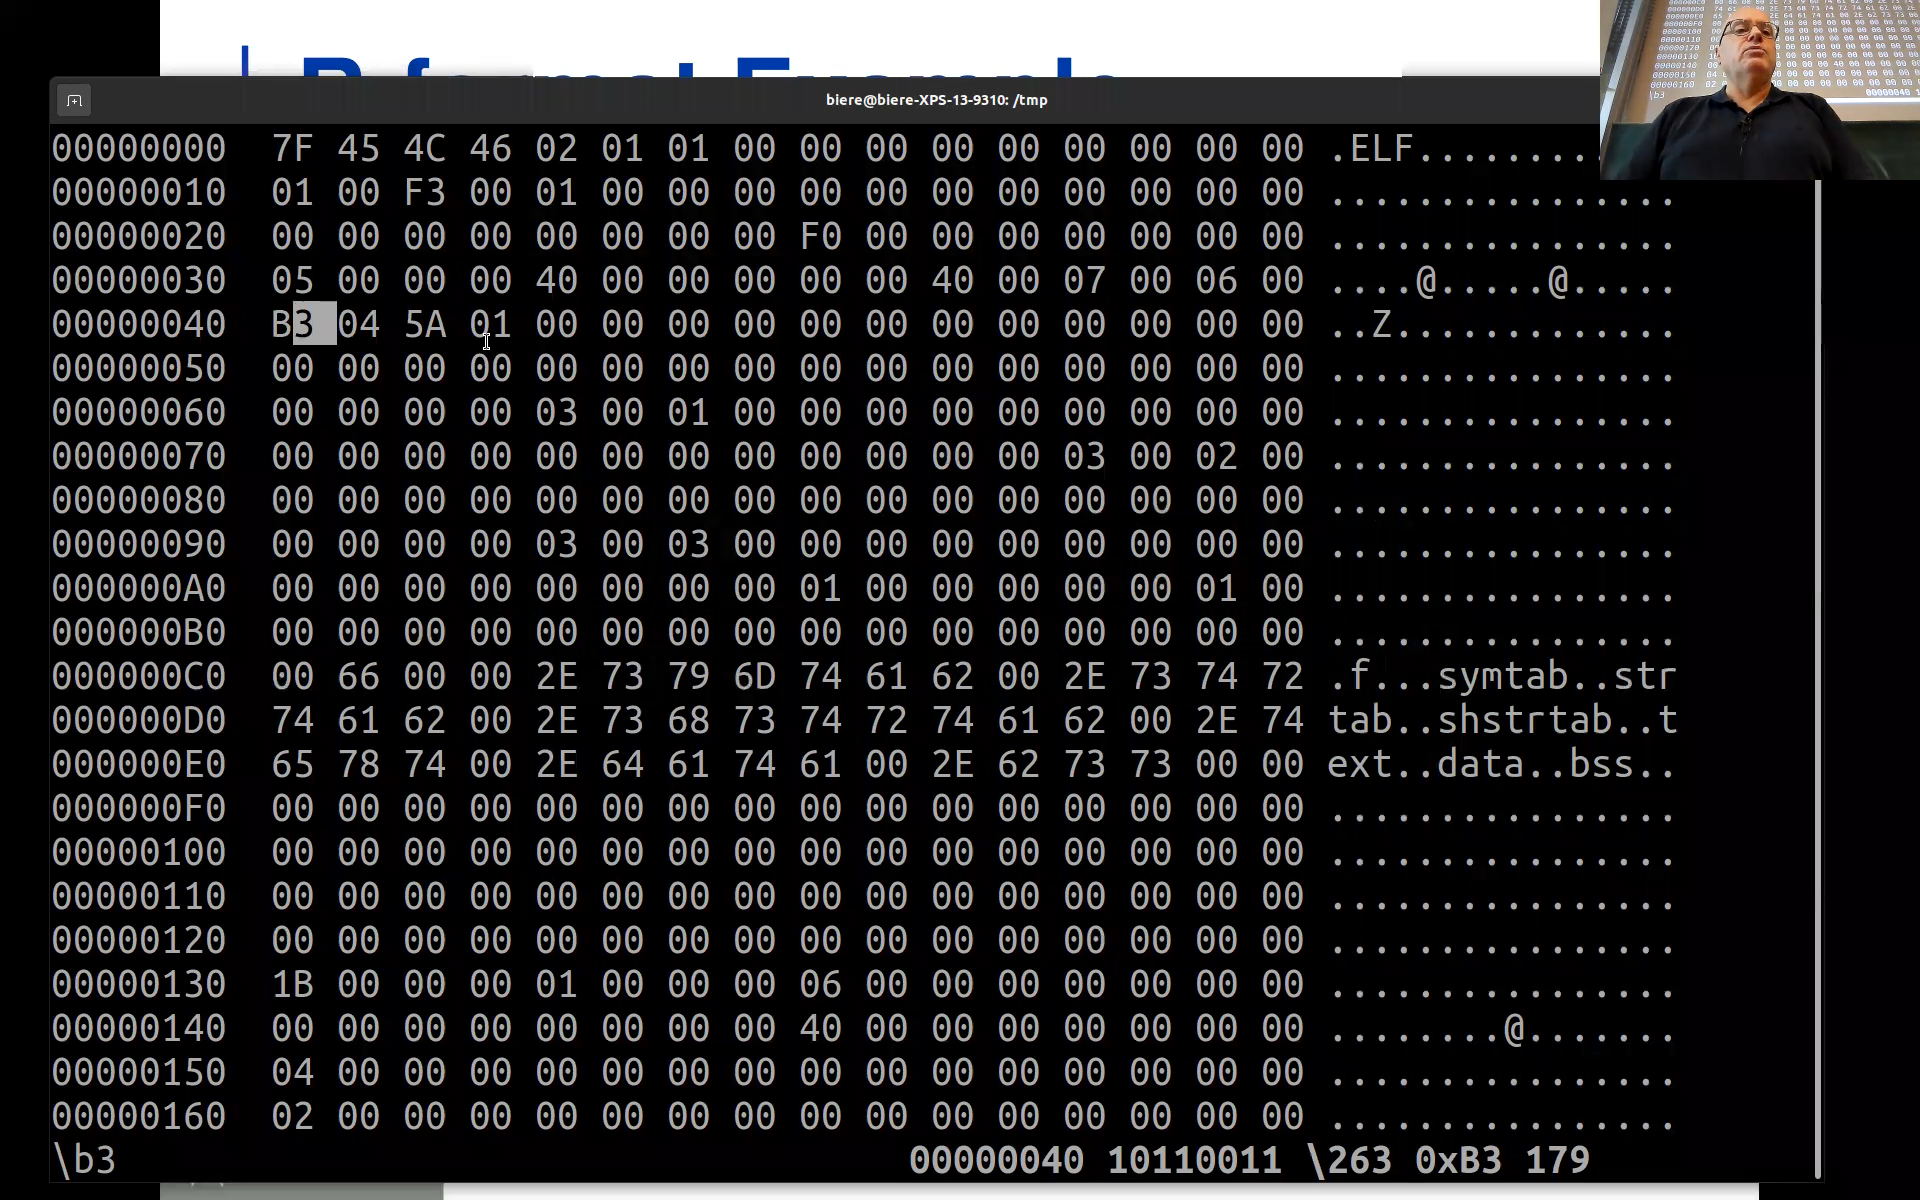 R-format Example
biere@biere-XPS-13-9310: /tmp
00000000 7F 45 4C 46 02 01 01 00 00 00 00 00 00 00 00 00 .ELF.........
00000010 01 00 F3 00 01 00 00 00 00 00 00 00 00 00 00 00 ................
00000020 00 00 00 00 00 00 00 00 F0 00 00 00 00 00 00 00 ................
00000030 05 00 00 00 40 00 00 00 00 00 40 00 07 00 06 00 ....@.....@.....
00000040 B3 04 5A 01 00 00 00 00 00 00 00 00 00 00 00 00 ..Z.............
00000050 00 00 00 00 00 00 00 00 00 00 00 00 00 00 00 00 ................
00000060 00 00 00 00 03 00 01 00 00 00 00 00 00 00 00 00 ................
00000070 00 00 00 00 00 00 00 00 00 00 00 00 03 00 02 00 ................
00000080 00 00 00 00 00 00 00 00 00 00 00 00 00 00 00 00 ................
00000090 00 00 00 00 03 00 03 00 00 00 00 00 00 00 00 00 ................
000000A0 00 00 00 00 00 00 00 00 01 00 00 00 00 00 01 00 ................
000000B0 00 00 00 00 00 00 00 00 00 00 00 00 00 00 00 00 ................
000000C0 00 66 00 00 2E 73 79 6D 74 61 62 00 2E 73 74 72 .f...symtab..str
000000D0 74 61 62 00 2E 73 68 73 74 72 74 61 62 00 2E 74 tab..shstrtab..t
000000E0 65 78 74 00 2E 64 61 74 61 00 2E 62 73 73 00 00 ext..data..bss..
000000F0 00 00 00 00 00 00 00 00 00 00 00 00 00 00 00 00 ................
00000100 00 00 00 00 00 00 00 00 00 00 00 00 00 00 00 00 ................
00000110 00 00 00 00 00 00 00 00 00 00 00 00 00 00 00 00 ................
00000120 00 00 00 00 00 00 00 00 00 00 00 00 00 00 00 00 ................
00000130 1B 00 00 00 01 00 00 00 06 00 00 00 00 00 00 00 ................
00000140 00 00 00 00 00 00 00 00 40 00 00 00 00 00 00 00 ........@.......
00000150 04 00 00 00 00 00 00 00 00 00 00 00 00 00 00 00 ................
00000160 02 00 00 00 00 00 00 00 00 00 00 00 00 00 00 00 ................
\b3 00000040 10110011 \263 0xB3 179